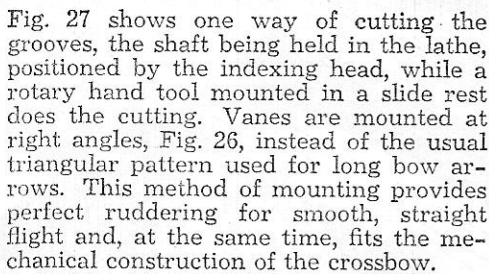 Fig. 27 shows one way of cutting the
grooves, the shaft being held in the lathe,
positioned by the indexing head, while a
rotary hand tool mounted in a slide rest
does the cutting. Vanes are mounted at
right angles, Fig. 26, instead of the usual
triangular pattern used for long bow ar-
rows. This method of mounting provides
perfect ruddering for smooth, straight
flight and, at the same time, fits the me-
chanical construction of the crossbow.